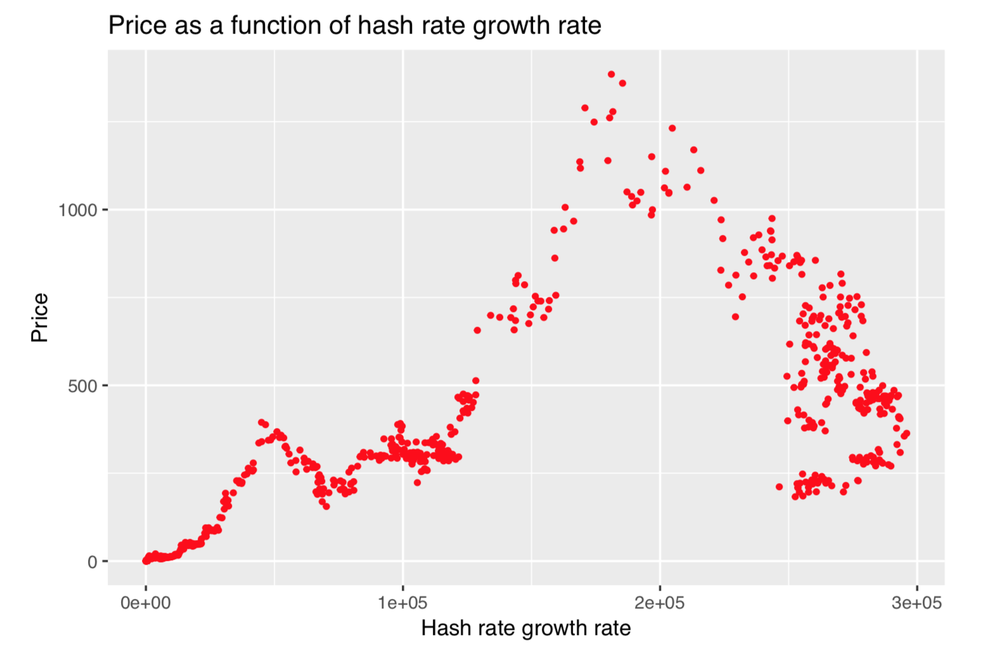 Price as a function of hash rate growth rate
1000
500
0
Price
0e+00 1e+05 2e+05 3e+05
Hash rate growth rate